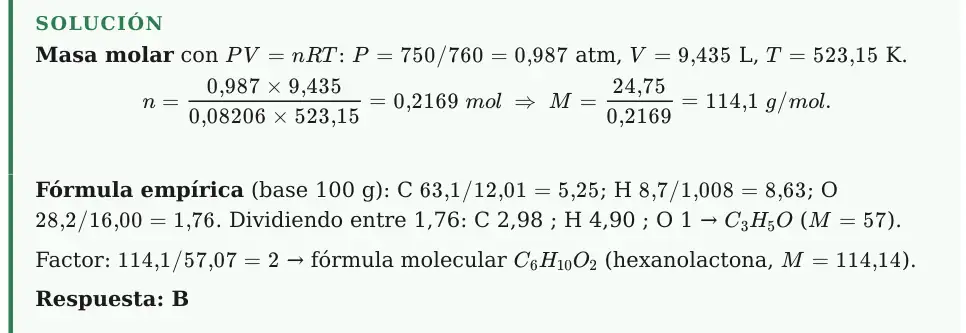 SOLUCIÓN
Masa molar con PV = nRT: P = 750/760 = 0,987 atm, V = 9,435 L, T = 523,15 K.
n = \frac{0,987 × 9,435}{0,08206 × 523,15} = 0,2169 mol ⇒ M = \frac{24,75}{0,2169} = 114,1 g/mol.
Fórmula empírica (base 100 g): C 63,1/12,01 = 5,25; H 8,7/1,008 = 8,63; O
28,2/16,00 = 1,76. Dividiendo entre 1,76: C 2,98 ; H 4,90 ; O 1 → C₃H₅O (M = 57).
Factor: 114,1/57,07 = 2 → fórmula molecular C₆H₁₀O₂ (hexanolactona, M = 114,14).
Respuesta: B